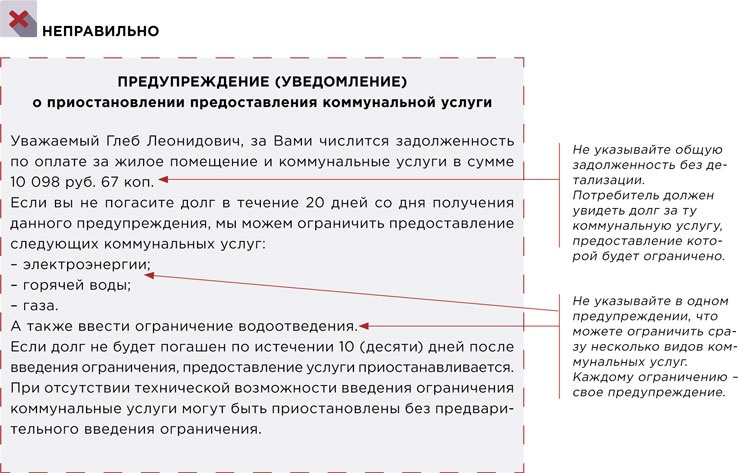 НЕПРАВИЛЬНО
ПРЕДУПРЕЖДЕНИЕ (УВЕДОМЛЕНИЕ)
о приостановлении предоставления коммунальной услуги
Уважаемый Глеб Леонидович, за Вами числится задолженность
по оплате за жилое помещение и коммунальные услуги в сумме
10 098 руб. 67 коп.
Если вы не погасите долг в течение 20 дней со дня получения
данного предупреждения, мы можем ограничить предоставление
следующих коммунальных услуг:
– электроэнергии;
– горячей воды;
– газа.
А также ввести ограничение водоотведения.
Если долг не будет погашен по истечении 10 (десяти) дней после
введения ограничения, предоставление услуги приостанавливается.
При отсутствии технической возможности введения ограничения
коммунальные услуги могут быть приостановлены без предвари-
тельного введения ограничения.
Не указывайте общую
задолженность без де-
тализации.
Потребитель должен
увидеть долг за ту
коммунальную услугу,
предоставление кото-
рой будет ограничено.
Не указывайте в одном
предупреждении, что
можете ограничить сра-
зу несколько видов ком-
мунальных услуг.
Каждому ограничению –
свое предупреждение.